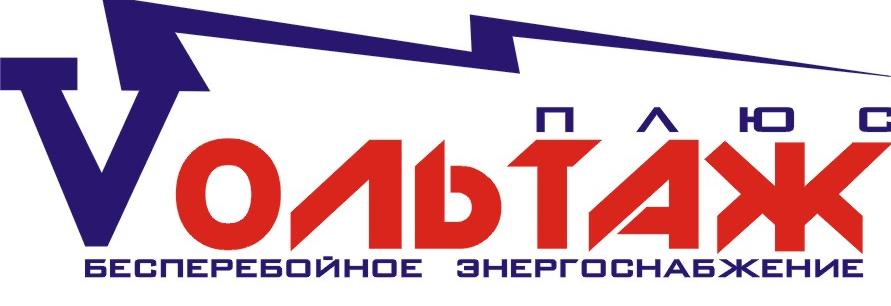 ПЛЮС
Vольтаж
БЕСПЕРЕБОЙНОЕ ЭНЕРГОСНАБЖЕНИЕ